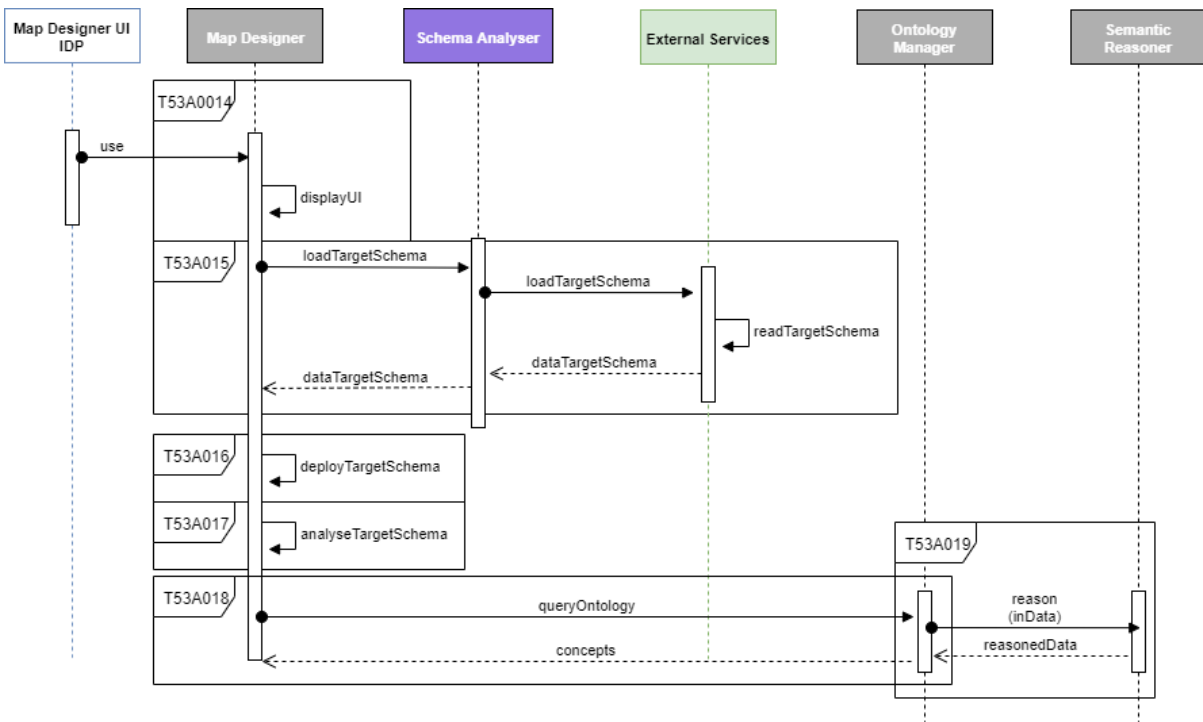 Map Designer UI
IDP
Map Designer
Schema Analyser
External Services
Ontology
Manager
Semantic
Reasoner
T53A0014
use
displayUI
T53A015
loadTargetSchema
loadTargetSchema
readTargetSchema
dataTargetSchema
dataTargetSchema
T53A016
deployTargetSchema
T53A017
analyseTargetSchema
T53A019
T53A018
queryOntology
reason
(inData)
concepts
reasonedData